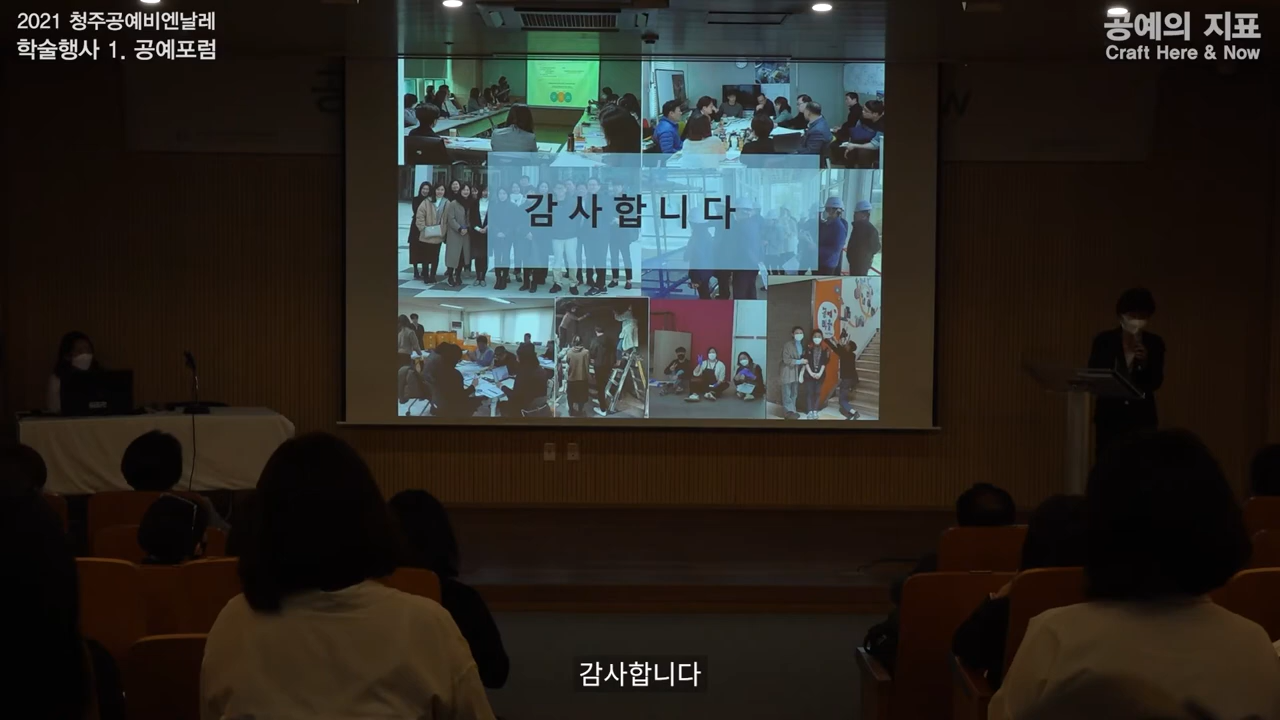 2021 청주공예비엔날레
학술행사 1. 공예포럼
공예의 지표
Craft Here & Now
감사합니다
감사합니다